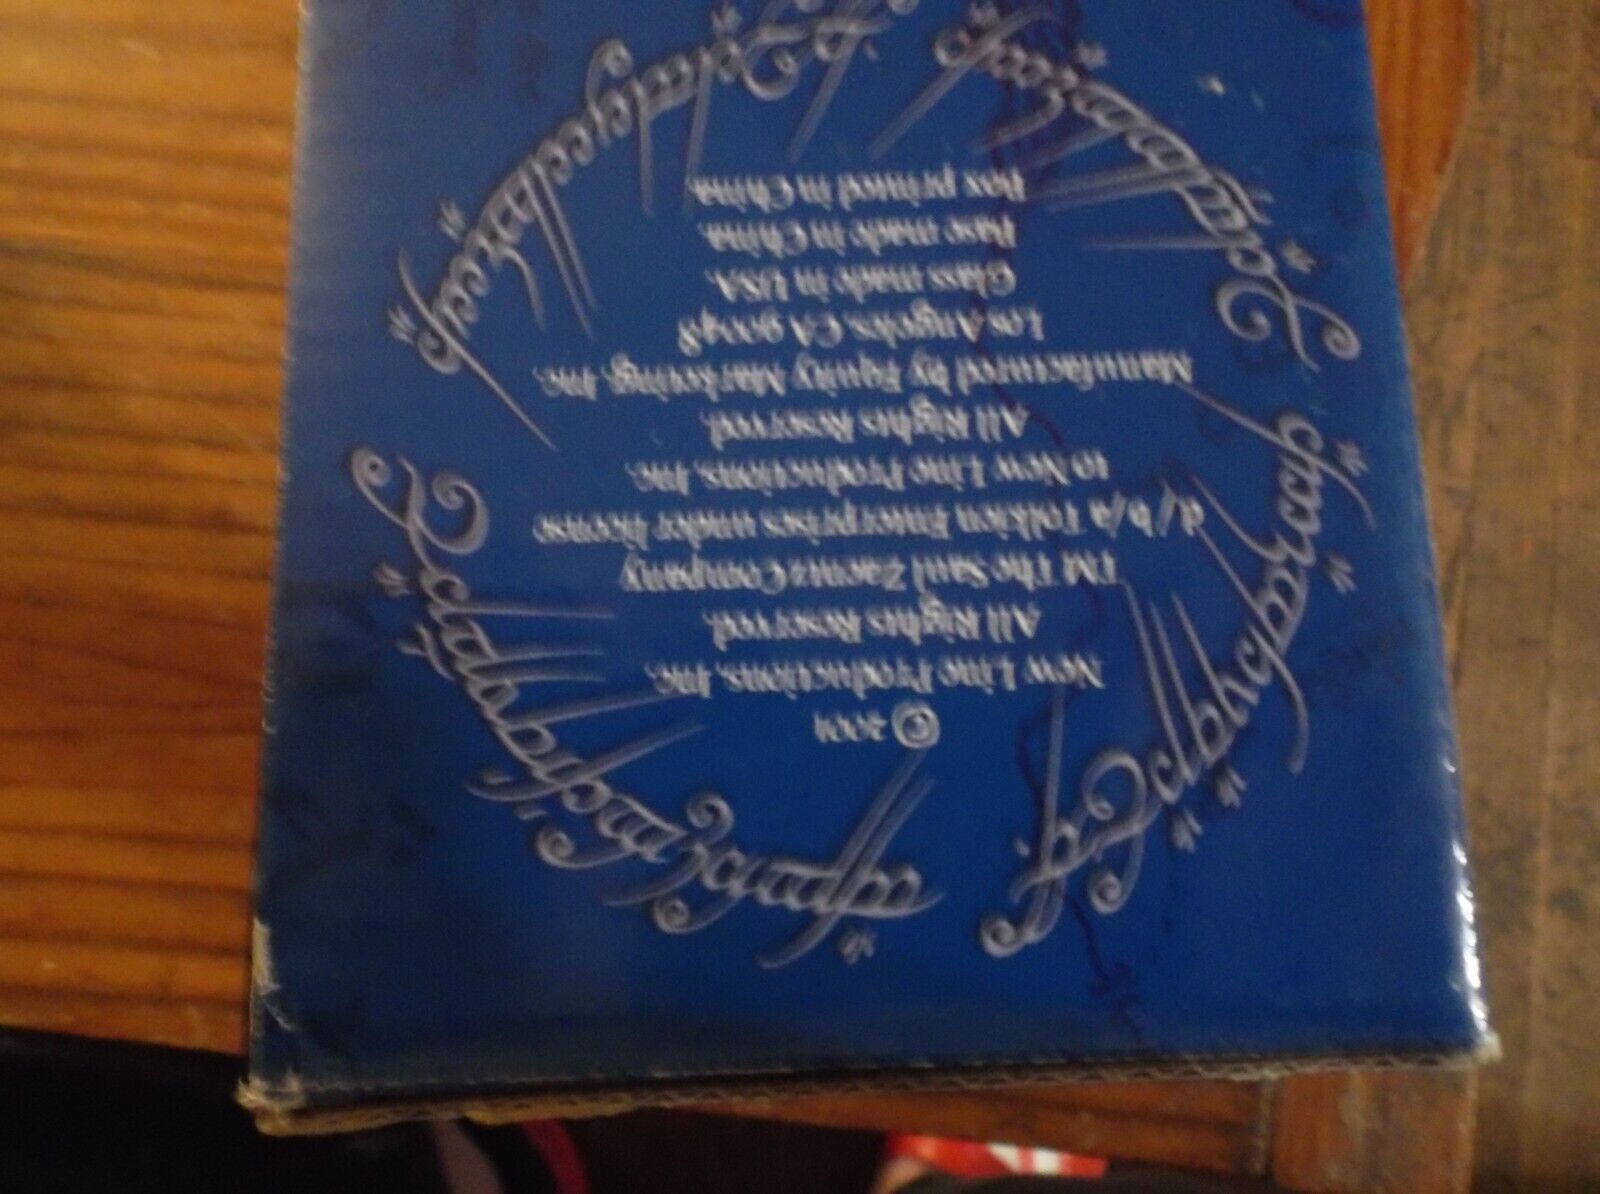 © 2001
New Line Productions, Inc.
All Rights Reserved.
TM The Saul Zaentz Company
d/b/a Tolkien Enterprises under license
to New Line Productions, Inc.
All Rights Reserved.
Manufactured by Equity Marketing, Inc.
Los Angeles, CA 90048
Glass made in USA.
Base made in China.
Box printed in China.